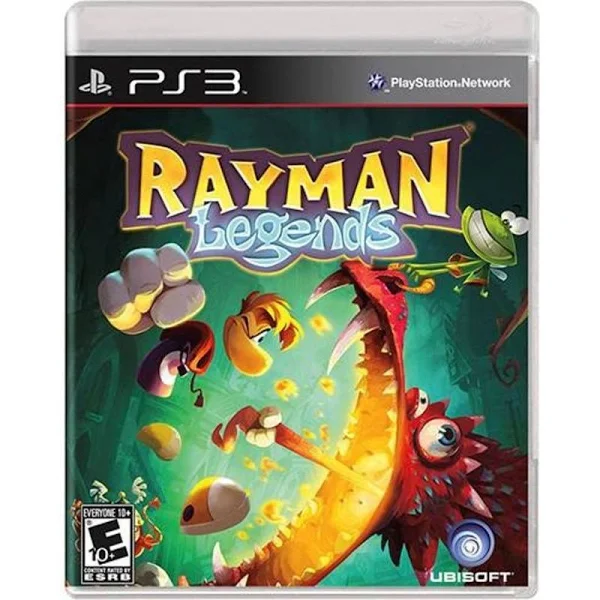 PS3
PlayStation®Network
RAYMAN
Legends
EVERYONE 10+
E
10+
CONTENT RATED BY
ESRB
UBISOFT